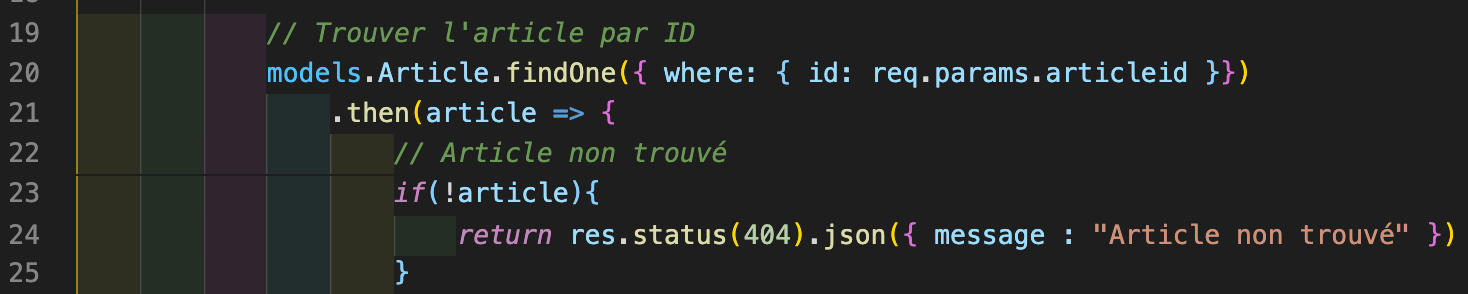 19 // Trouver l'article par ID
20 models.Article.findOne({ where: { id: req.params.articleid }})
21 .then(article => {
22 // Article non trouvé
23 if(!article){
24 return res.status(404).json({ message : "Article non trouvé" })
25 }